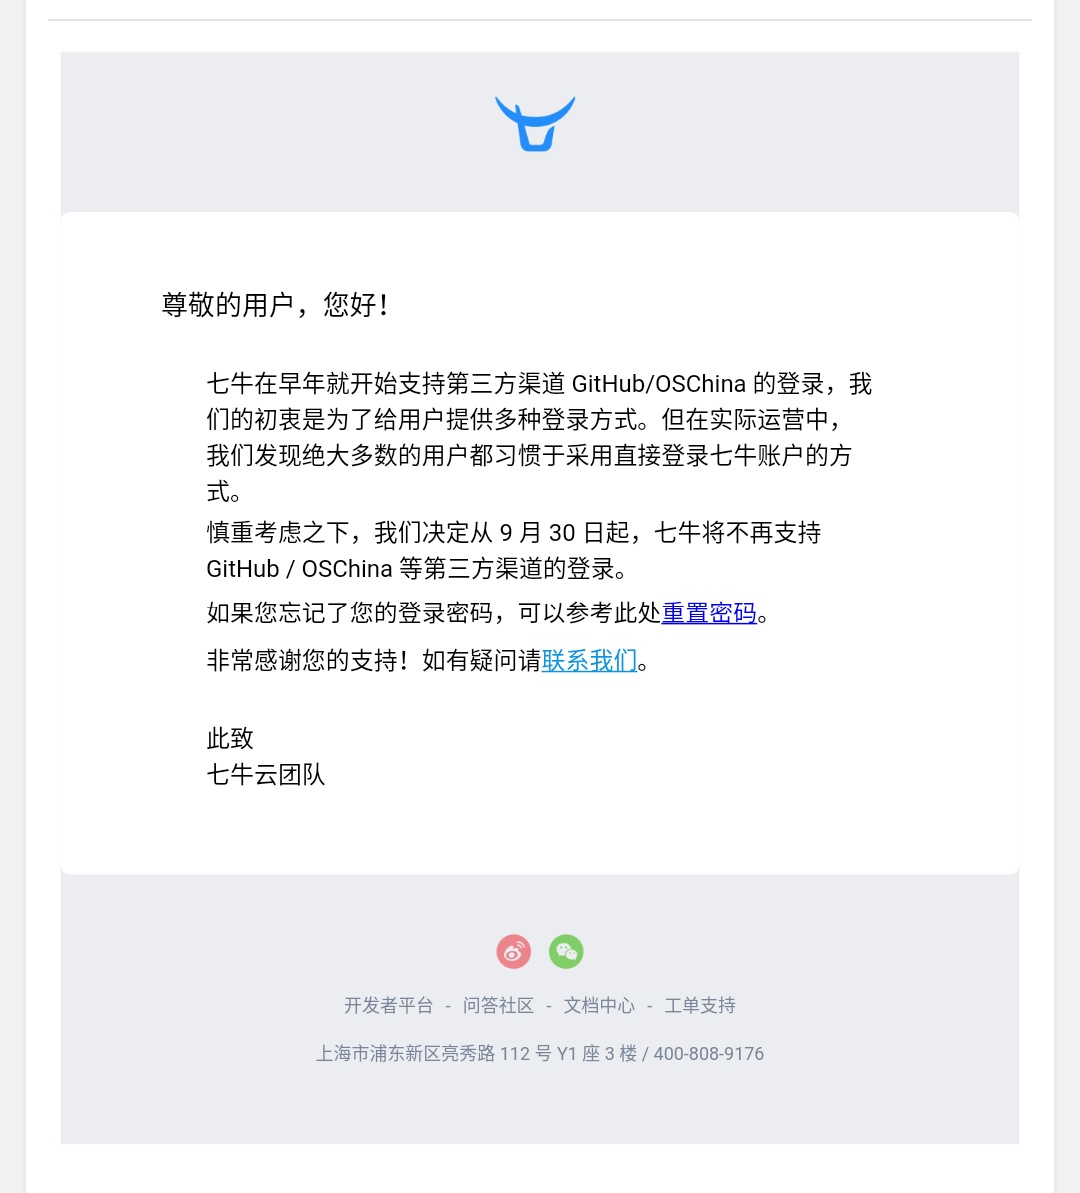 尊敬的用户，您好！
七牛在早年就开始支持第三方渠道 GitHub/OSChina 的登录，我
们的初衷是为了给用户提供多种登录方式。但在实际运营中，
我们发现绝大多数的用户都习惯于采用直接登录七牛账户的方
式。
慎重考虑之下，我们决定从 9 月 30 日起，七牛将不再支持
GitHub / OSChina 等第三方渠道的登录。
如果您忘记了您的登录密码，可以参考此处重置密码。
非常感谢您的支持！如有疑问请联系我们。
此致
七牛云团队
开发者平台 - 问答社区 - 文档中心 - 工单支持
上海市浦东新区亮秀路 112 号 Y1 座 3 楼 / 400-808-9176